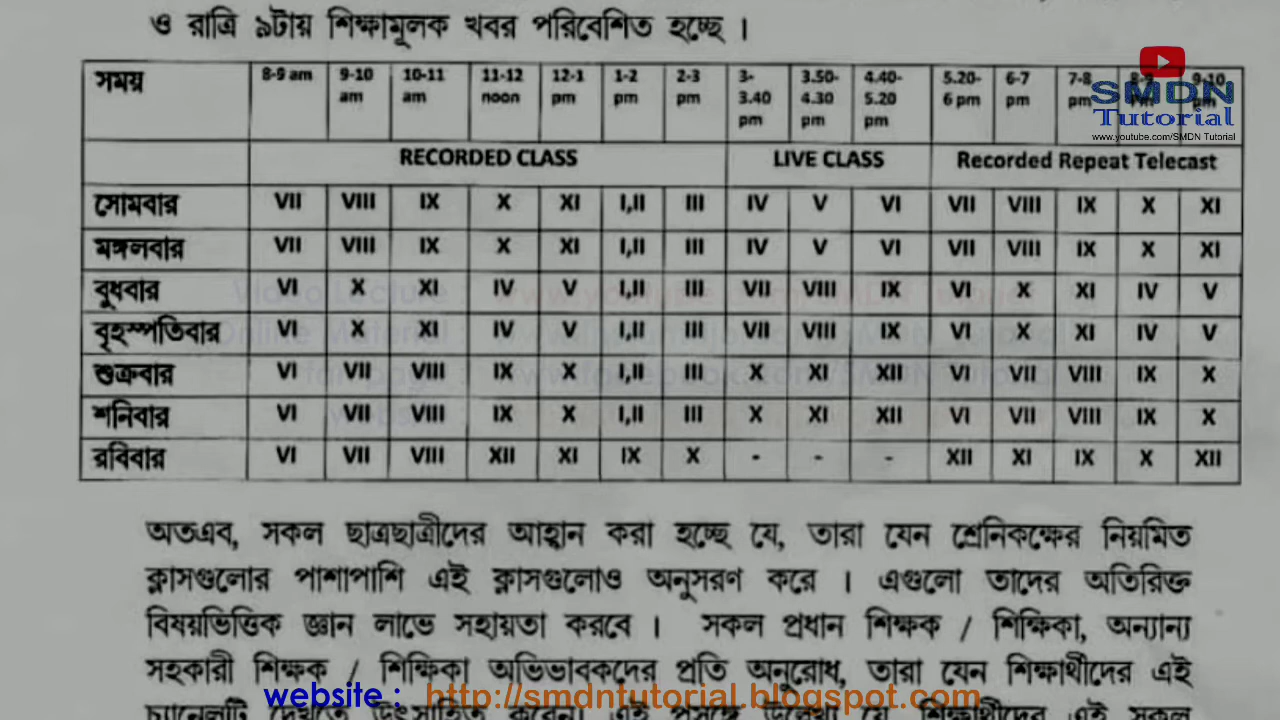 ও রাত্রি ৯টায় শিক্ষামূলক খবর পরিবেশিত হচ্ছে ।
সময় 8-9 am 9-10 am 10-11 am 11-12 noon 12-1 pm 1-2 pm 2-3 pm 3-3.40 pm 3.50-4.30 pm 4.40-5.20 pm 5.20-6 pm 6-7 pm 7-8 pm 8-9 pm 9-10 pm
SMDN
Tutorial
www.youtube.com/SMDN Tutorial
RECORDED CLASS LIVE CLASS Recorded Repeat Telecast
সোমবার VII VIII IX X XI I,II III IV V VI VII VIII IX X XI
মঙ্গলবার VII VIII IX X XI I,II III IV V VI VII VIII IX X XI
বুধবার VI X XI IV V I,II III VII VIII IX VI X XI IV V
বৃহস্পতিবার VI X XI IV V I,II III VII VIII IX VI X XI IV V
শুক্রবার VI VII VIII IX X I,II III X XI XII VI VII VIII IX X
শনিবার VI VII VIII IX X I,II III X XI XII VI VII VIII IX X
রবিবার VI VII VIII XII XI IX X - - - XII XI IX X XII
অতএব, সকল ছাত্রছাত্রীদের আহ্বান করা হচ্ছে যে, তারা যেন শ্রেনিকক্ষের নিয়মিত
ক্লাসগুলোর পাশাপাশি এই ক্লাসগুলোও অনুসরণ করে । এগুলো তাদের অতিরিক্ত
বিষয়ভিত্তিক জ্ঞান লাভে সহায়তা করবে । সকল প্রধান শিক্ষক / শিক্ষিকা, অন্যান্য
সহকারী শিক্ষক / শিক্ষিকা অভিভাবকদের প্রতি অনুরোধ, তারা যেন শিক্ষার্থীদের এই
website : http://smdntutorial.blogspot.com